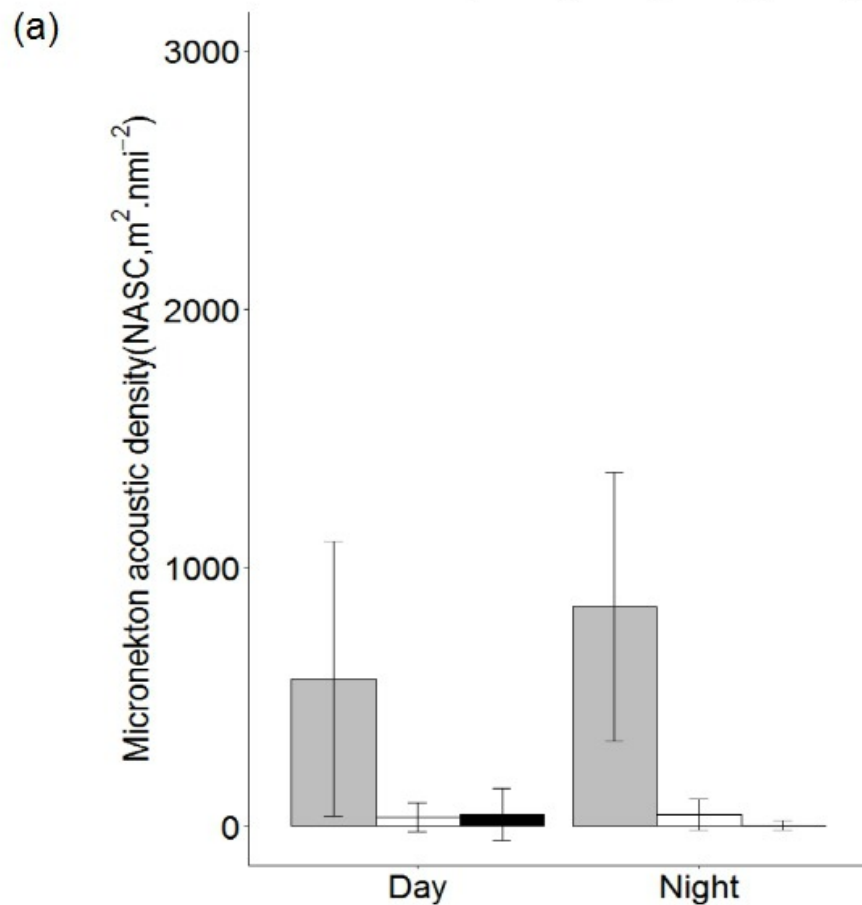 (a)
Micronekton acoustic density(NASC,m².nmi⁻²)
3000
2000
1000
0
Day Night